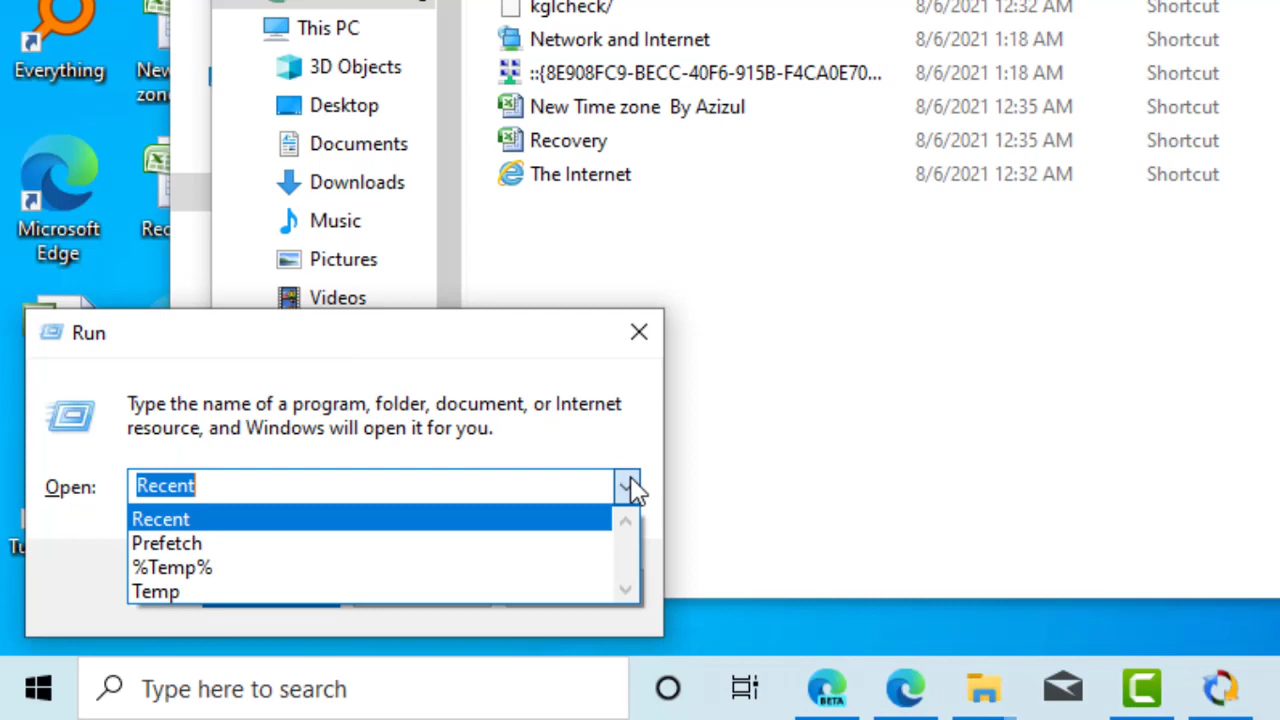 Everything
New
zon
Microsoft
Edge
Rec
This PC
3D Objects
Desktop
Documents
Downloads
Music
Pictures
Videos
kglcheck/ 8/6/2021 12:32 AM Shortcut
Network and Internet 8/6/2021 1:18 AM Shortcut
::{8E908FC9-BECC-40F6-915B-F4CA0E70... 8/6/2021 1:18 AM Shortcut
New Time zone By Azizul 8/6/2021 12:35 AM Shortcut
Recovery 8/6/2021 12:35 AM Shortcut
The Internet 8/6/2021 12:32 AM Shortcut
Run
Type the name of a program, folder, document, or Internet
resource, and Windows will open it for you.
Open: Recent
Recent
Prefetch
%Temp%
Temp
Type here to search
BETA